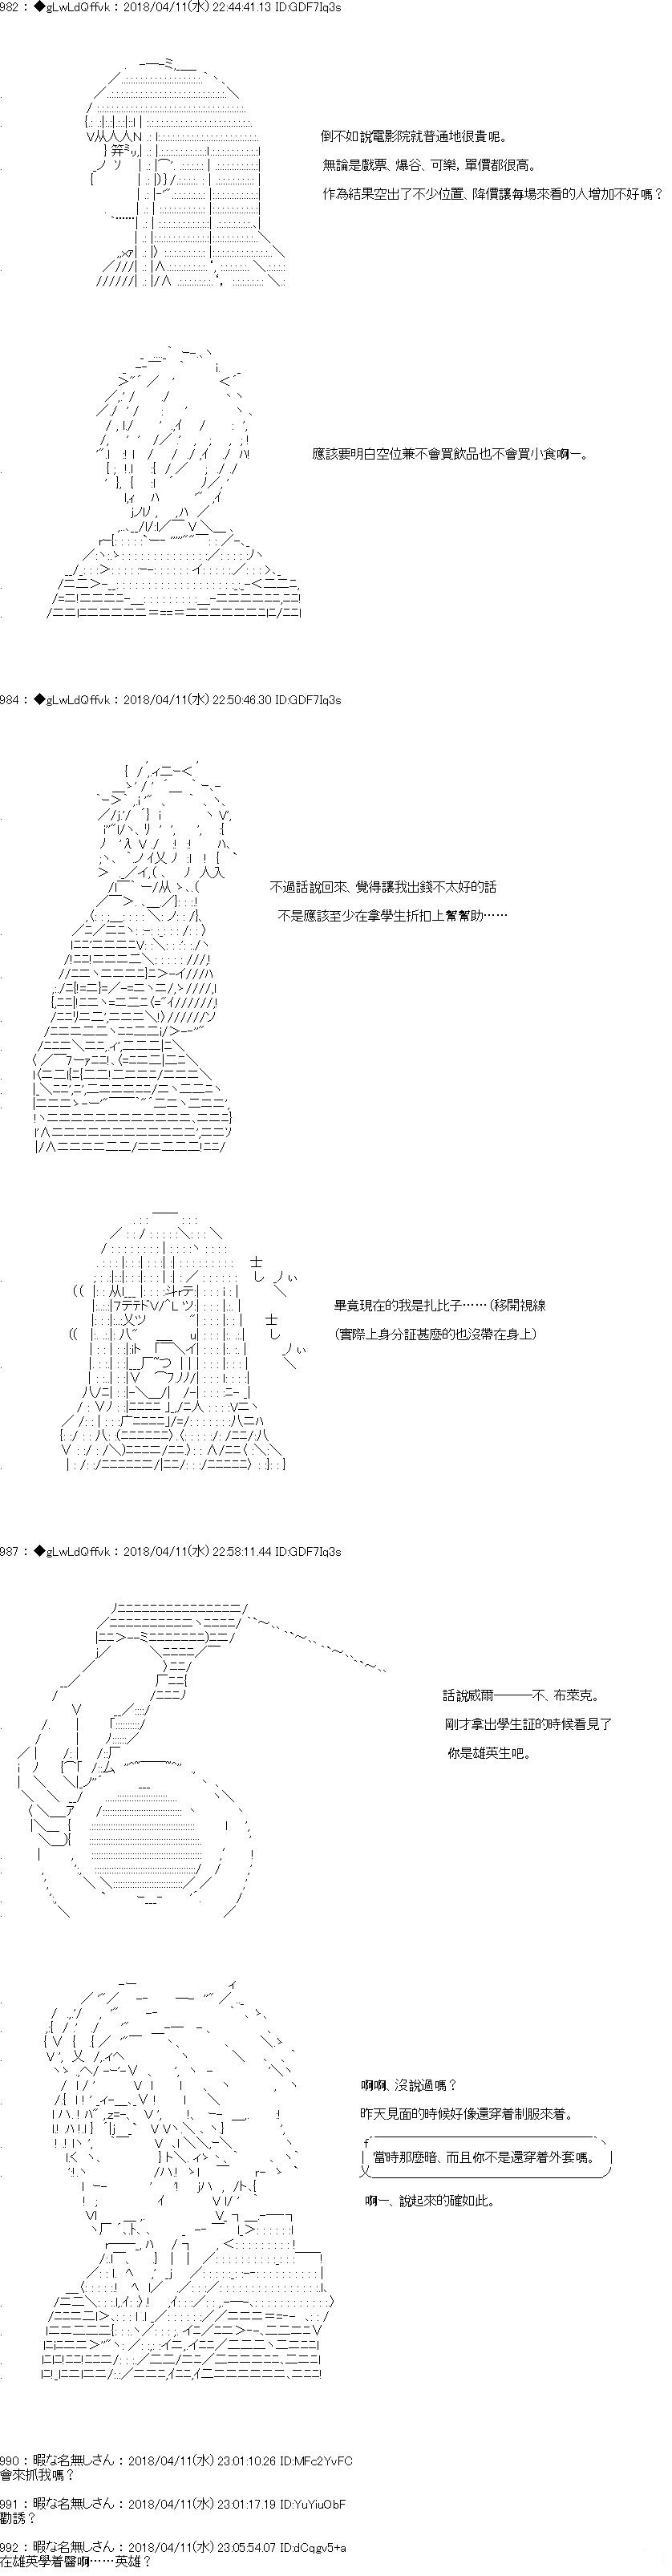 982 : ◆gLwLdQffvk : 2018/04/11(水) 22:44:41.13 ID:GDF7Iq3s
倒不如說電影院就普通地很貴呢。
無論是戲票、爆谷、可樂，單價都很高。
作為結果空出了不少位置、降價讓每場來看的人增加不好嗎？
應該要明白空位兼不會買飲品也不會買小食啊ー。
984 : ◆gLwLdQffvk : 2018/04/11(水) 22:50:46.30 ID:GDF7Iq3s
不過話說回來、覺得讓我出錢不太好的話
不是應該至少在拿學生折扣上幫幫助……
士
し ノぃ
畢竟現在的我是扎比子……（移開視線
（實際上身分証甚麼的也沒帶在身上）
士
し ノぃ
987 : ◆gLwLdQffvk : 2018/04/11(水) 22:58:11.44 ID:GDF7Iq3s
話說威爾―――不、布萊克。
剛才拿出學生証的時候看見了
你是雄英生吧。
啊啊、沒說過嗎？
昨天見面的時候好像還穿着制服來着。
當時那麼暗、而且你不是還穿着外套嗎。
啊ー、說起來的確如此。
990 : 暇な名無しさん : 2018/04/11(水) 23:01:10.26 ID:MFc2YvFC
會來抓我嗎？
991 : 暇な名無しさん : 2018/04/11(水) 23:01:17.19 ID:YuYiuObF
勸誘？
992 : 暇な名無しさん : 2018/04/11(水) 23:05:54.07 ID:dCqgv5+a
在雄英學着醫啊……英雄？